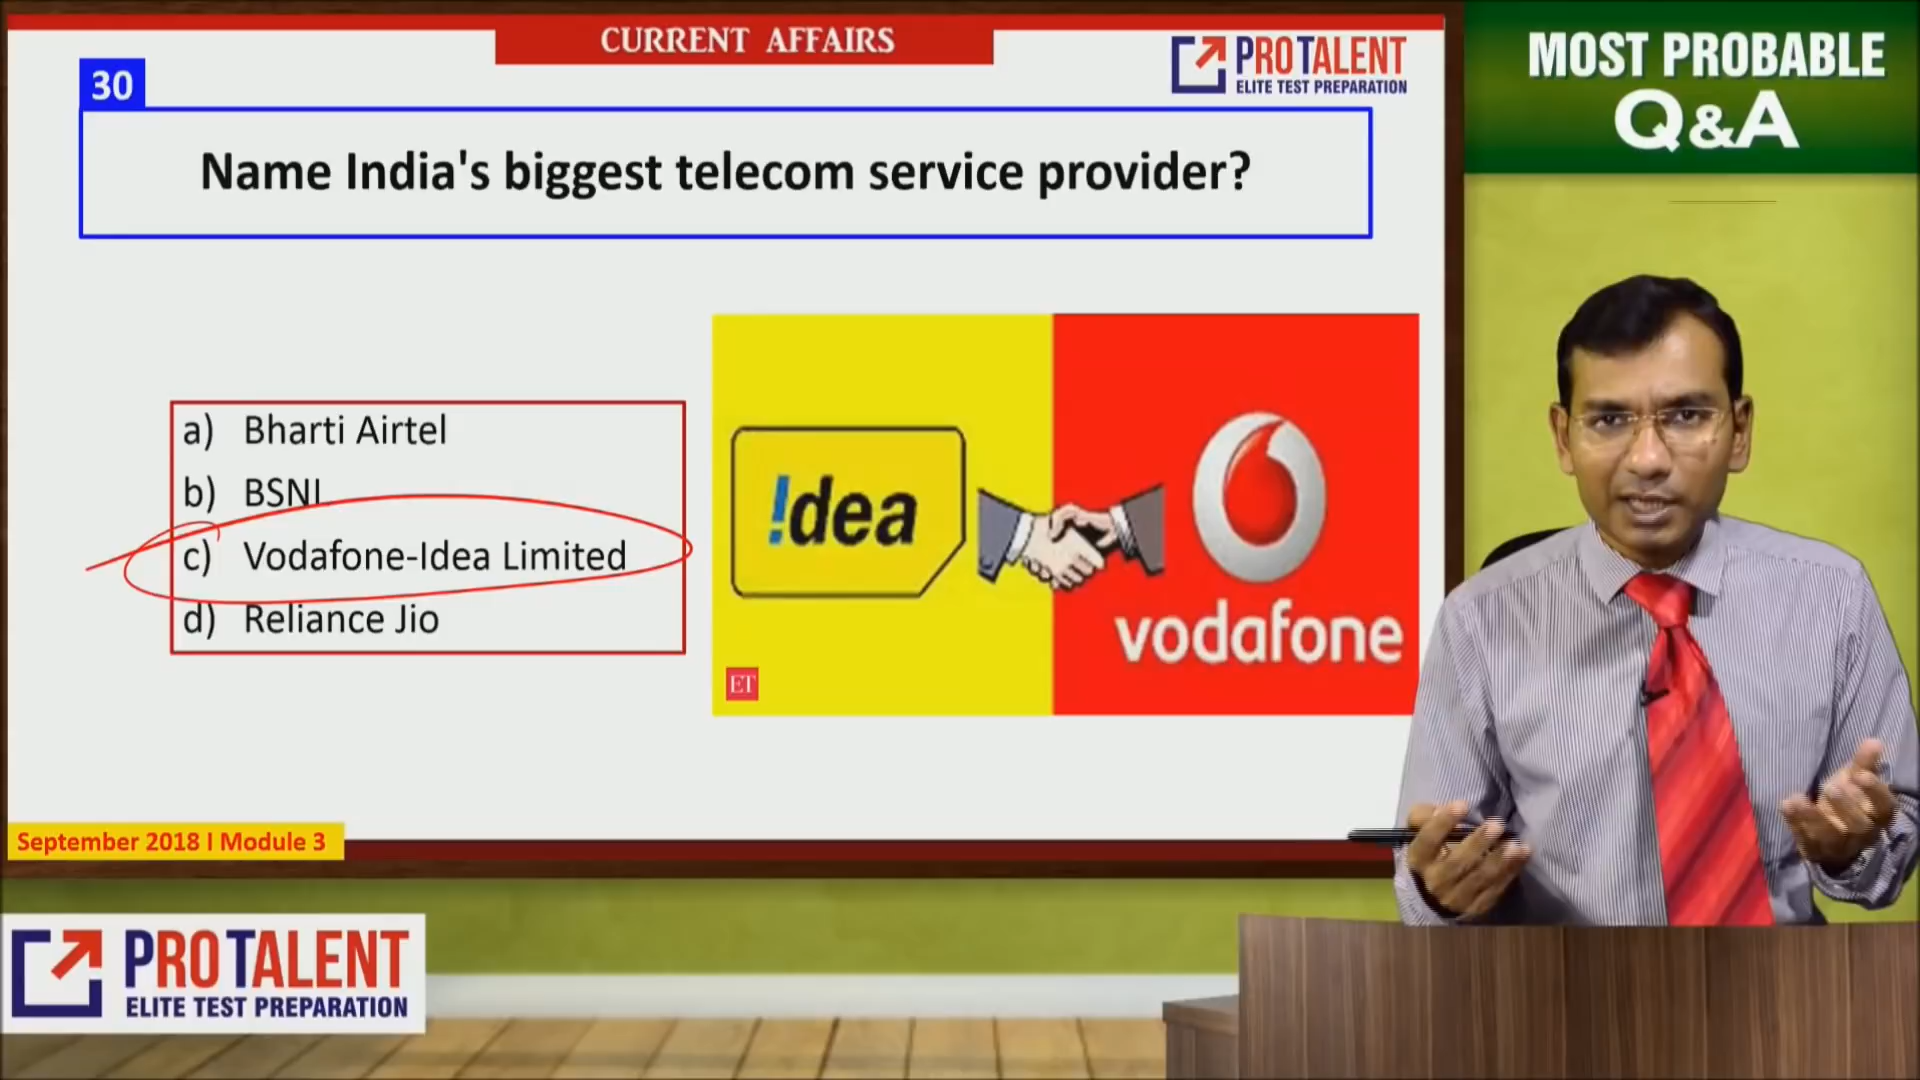 CURRENT AFFAIRS
PROTALENT
ELITE TEST PREPARATION
MOST PROBABLE
Q&A
30
Name India's biggest telecom service provider?
a) Bharti Airtel
b) BSNL
c) Vodafone-Idea Limited
d) Reliance Jio
!dea
vodafone
ET
September 2018 I Module 3
PROTALENT
ELITE TEST PREPARATION